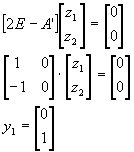 [2E - A'] [z₁ z₂] = [0 0]
[1 0 -1 0] · [z₁ z₂] = [0 0]
y₁ = [0 1]